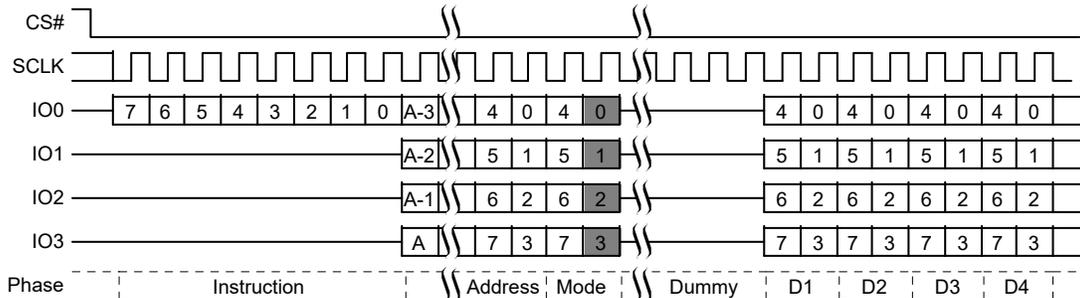 CS#
SCLK
IO0 7 6 5 4 3 2 1 0 A-3 4 0 4 0 4 0 4 0 4 0 4 0
IO1 A-2 5 1 5 1 5 1 5 1 5 1 5 1
IO2 A-1 6 2 6 2 6 2 6 2 6 2 6 2
IO3 A 7 3 7 3 7 3 7 3 7 3 7 3
Phase Instruction Address Mode Dummy D1 D2 D3 D4